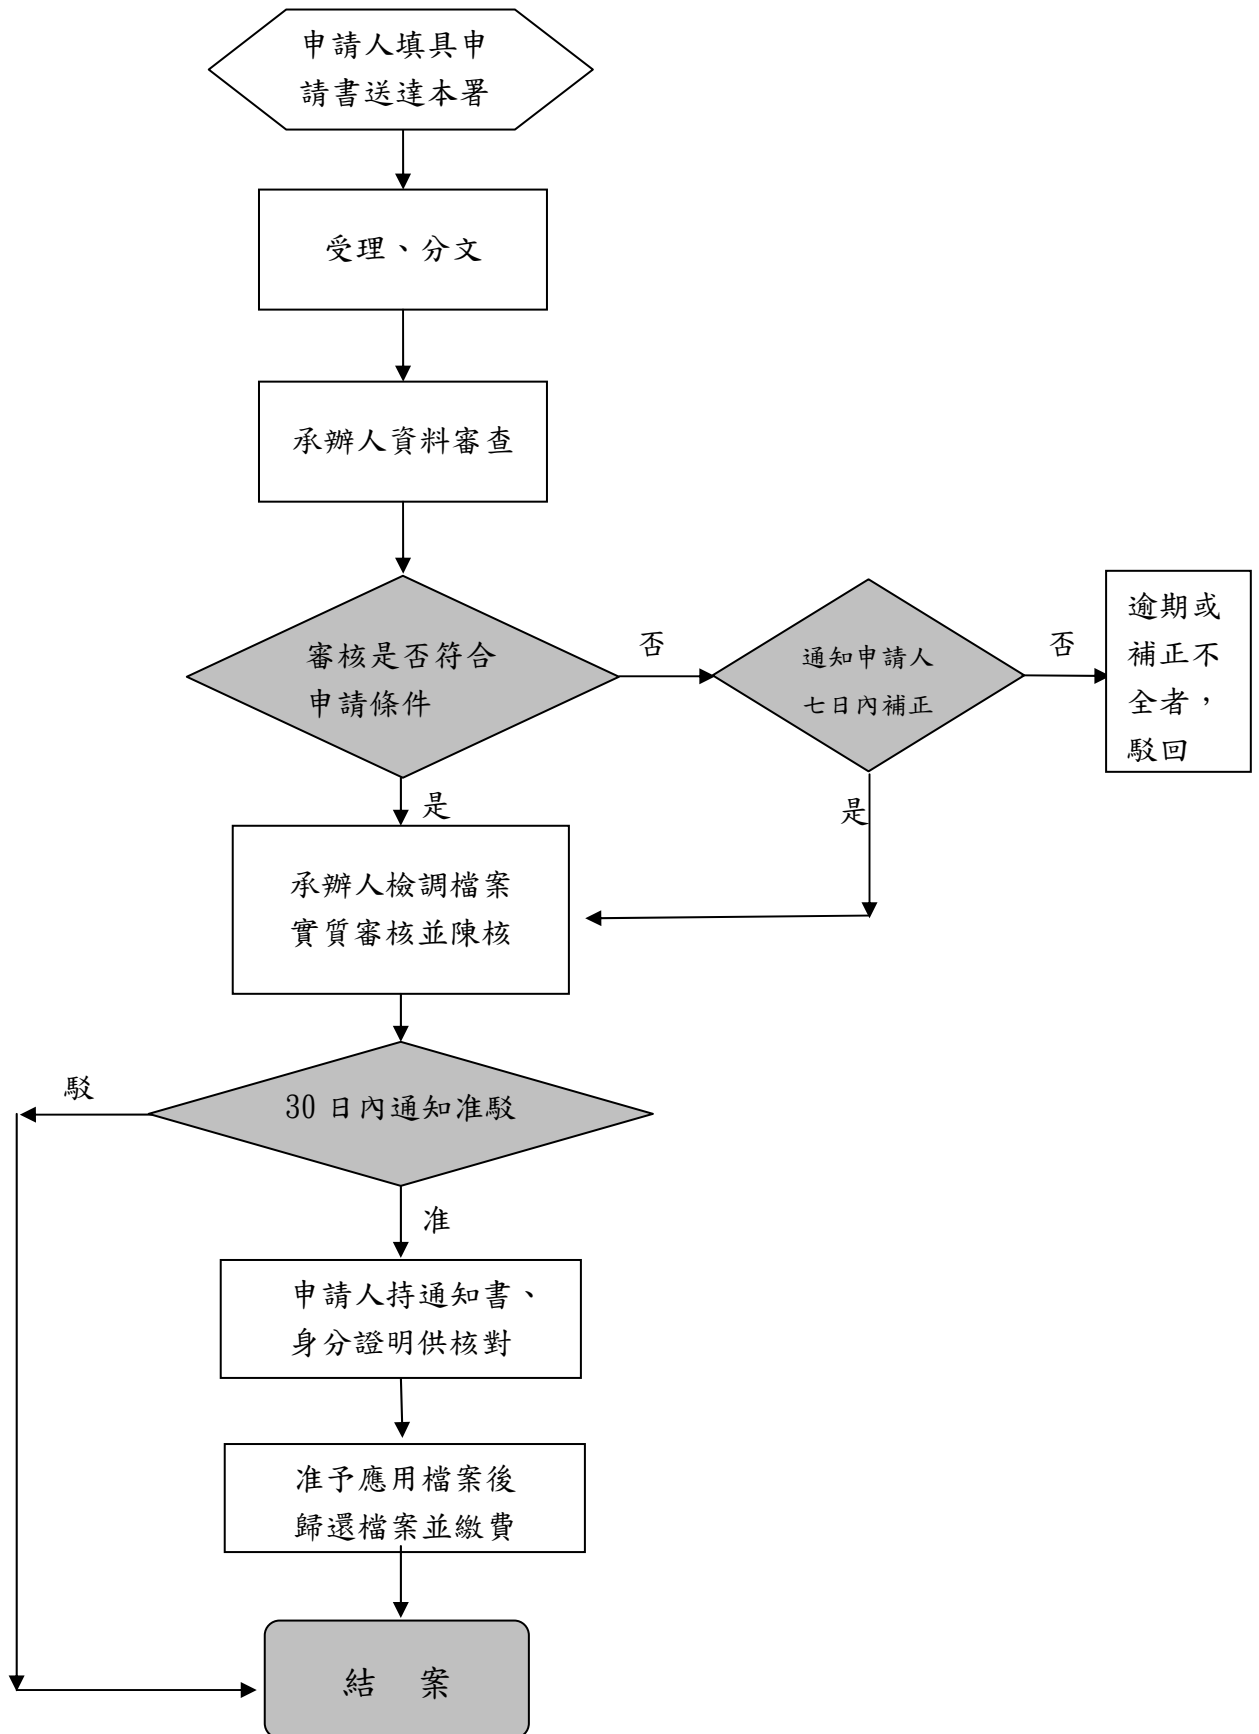 申請人填具申
請書送達本署
受理、分文
承辦人資料審查
審核是否符合
申請條件
否
通知申請人
七日內補正
否
逾期或
補正不
全者，
駁回
是
是
承辦人檢調檔案
實質審核並陳核
駁
30 日內通知准駁
准
申請人持通知書、
身分證明供核對
准予應用檔案後
歸還檔案並繳費
結 案